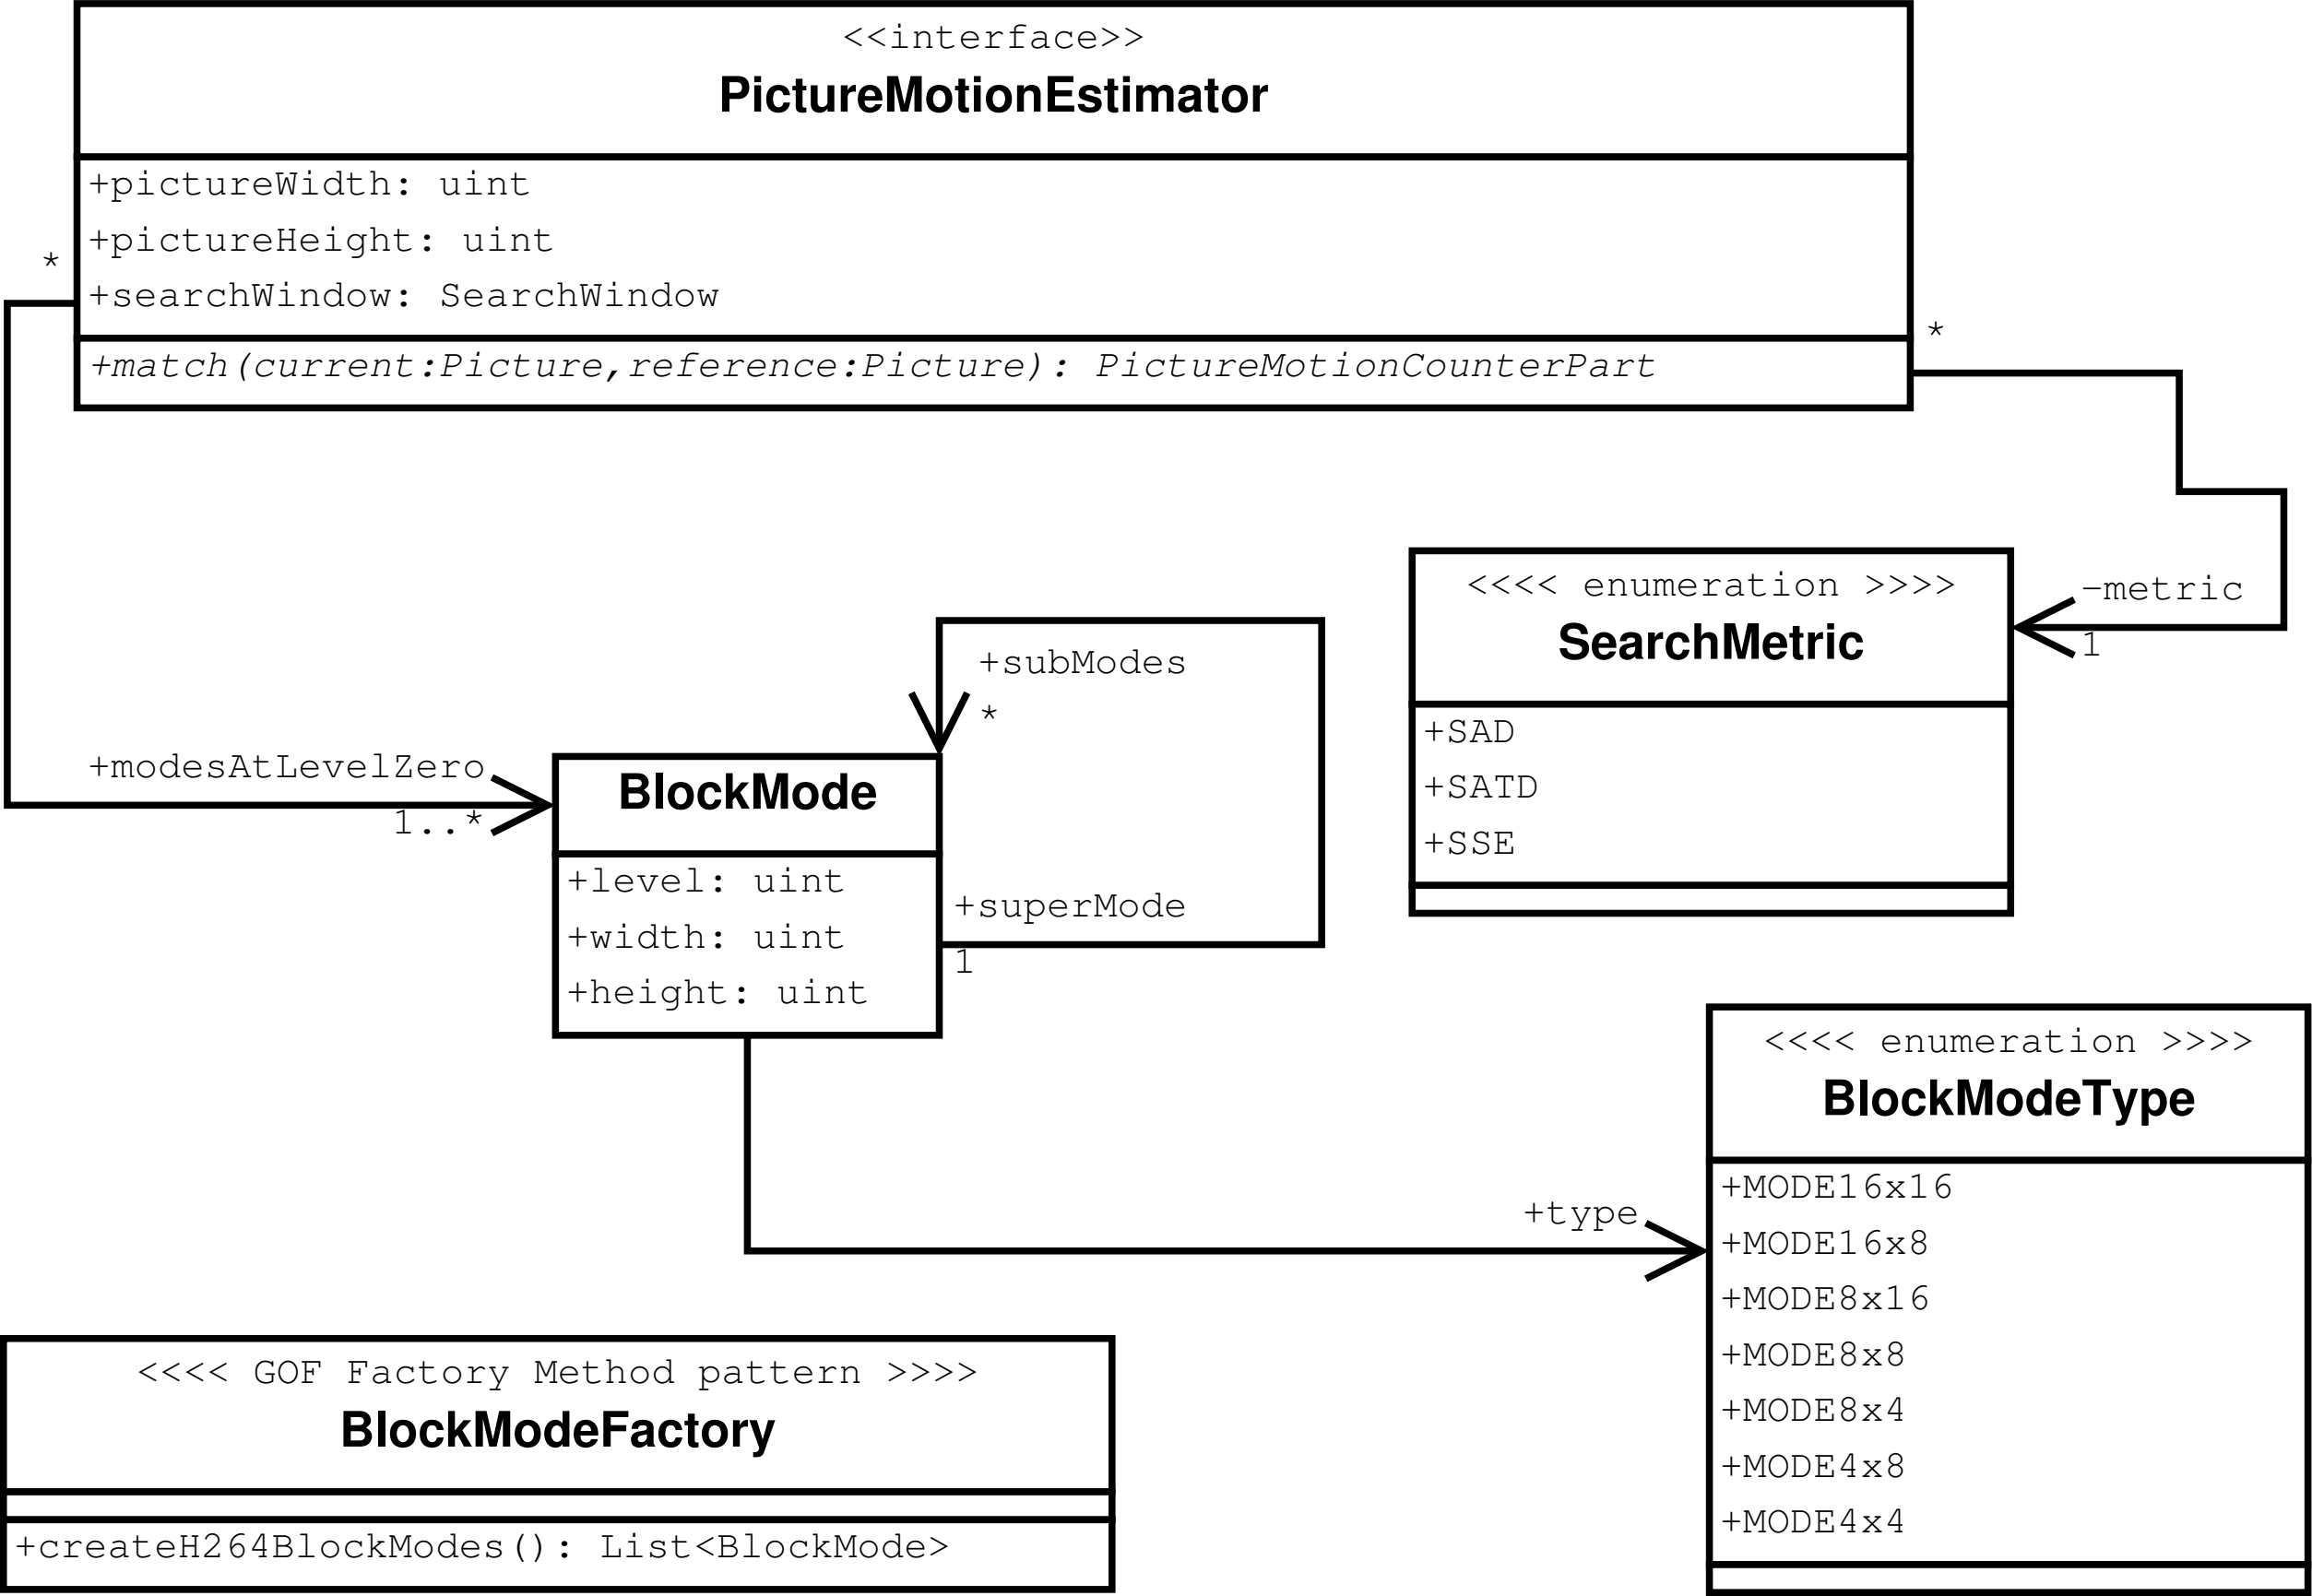 <<interface>>
PictureMotionEstimator
+pictureWidth: uint
+pictureHeight: uint
+searchWindow: SearchWindow
+match(current:Picture,reference:Picture): PictureMotionCounterPart
*
*
<<<< enumeration >>>>
SearchMetric
+SAD
+SATD
+SSE
-metric
1
+subModes
*
+modesAtLevelZero
1..*
BlockMode
+level: uint
+width: uint
+height: uint
+superMode
1
<<<< enumeration >>>>
BlockModeType
+MODE16x16
+MODE16x8
+MODE8x16
+MODE8x8
+MODE8x4
+MODE4x8
+MODE4x4
+type
<<<< GOF Factory Method pattern >>>>
BlockModeFactory
+createH264BlockModes(): List<BlockMode>